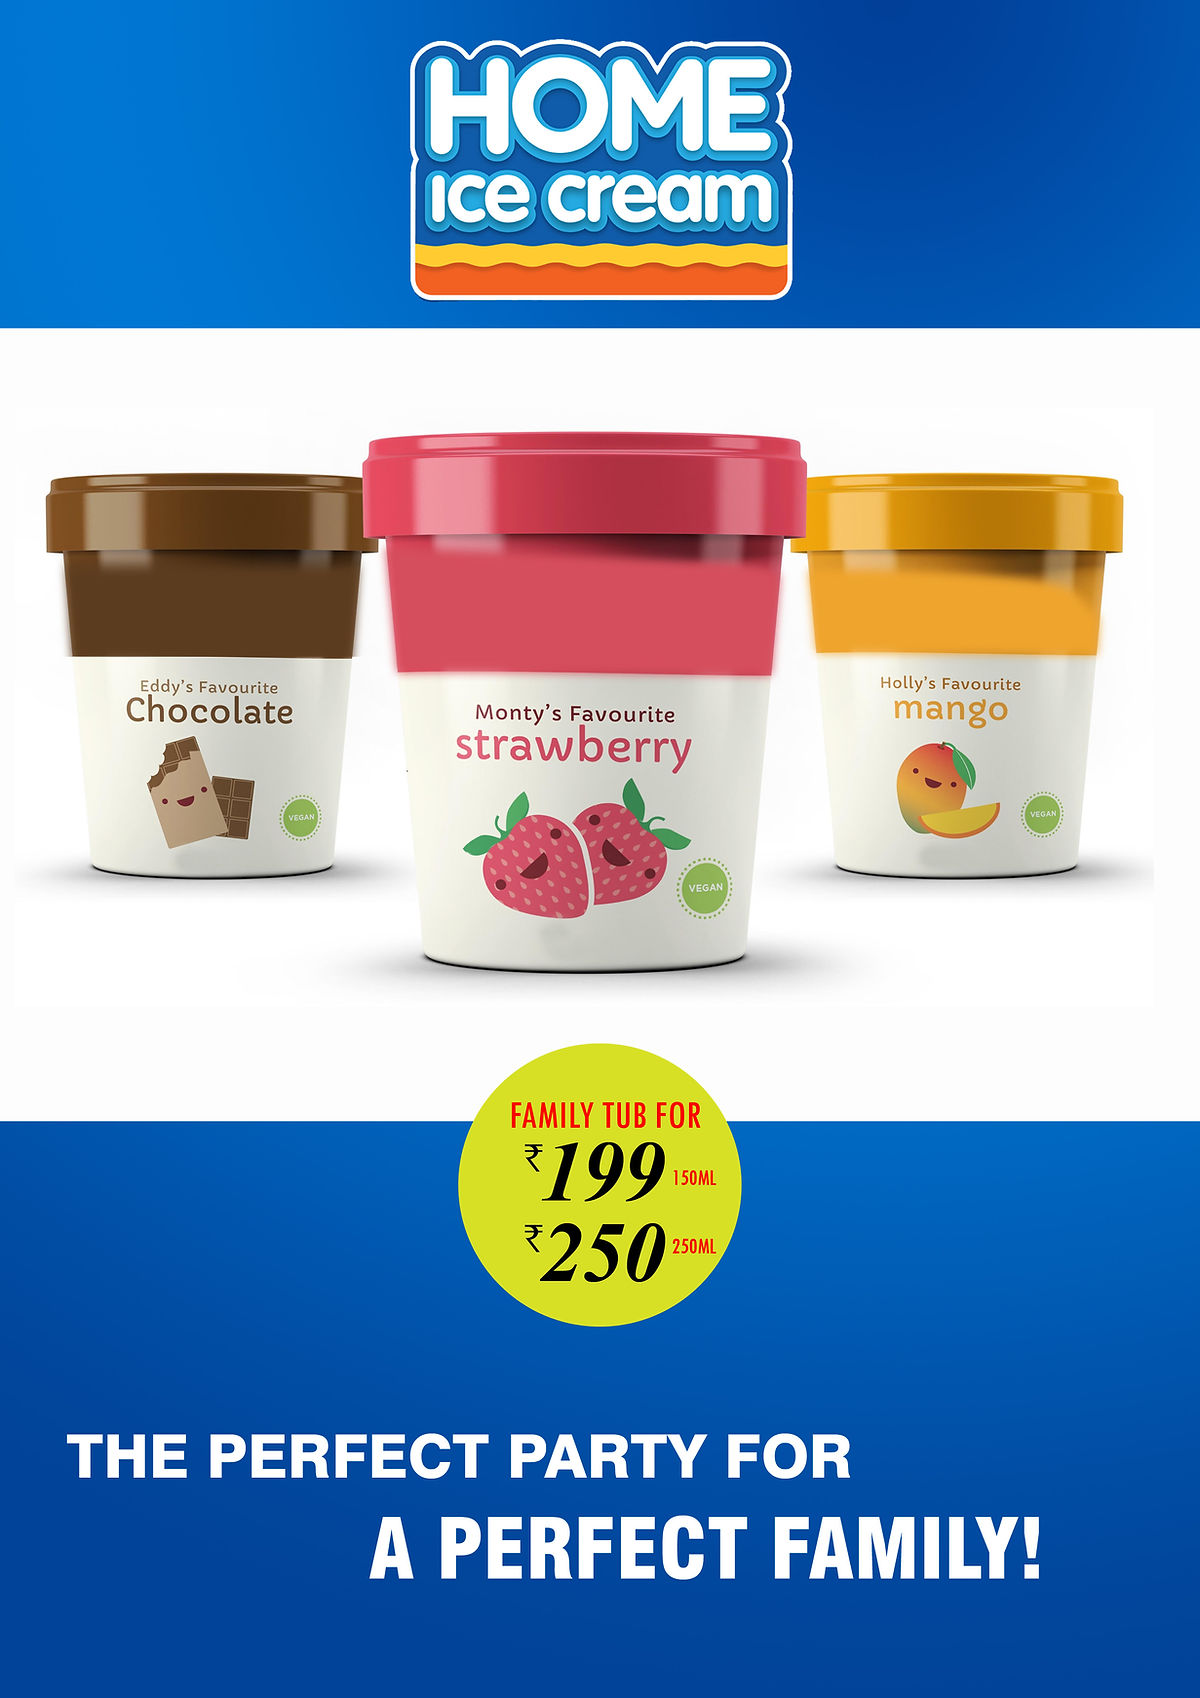 HOME
ice cream
Eddy's Favourite
Chocolate
VEGAN
Monty's Favourite
strawberry
VEGAN
Holly's Favourite
mango
VEGAN
FAMILY TUB FOR
₹199 150ML
₹250 250ML
THE PERFECT PARTY FOR
A PERFECT FAMILY!